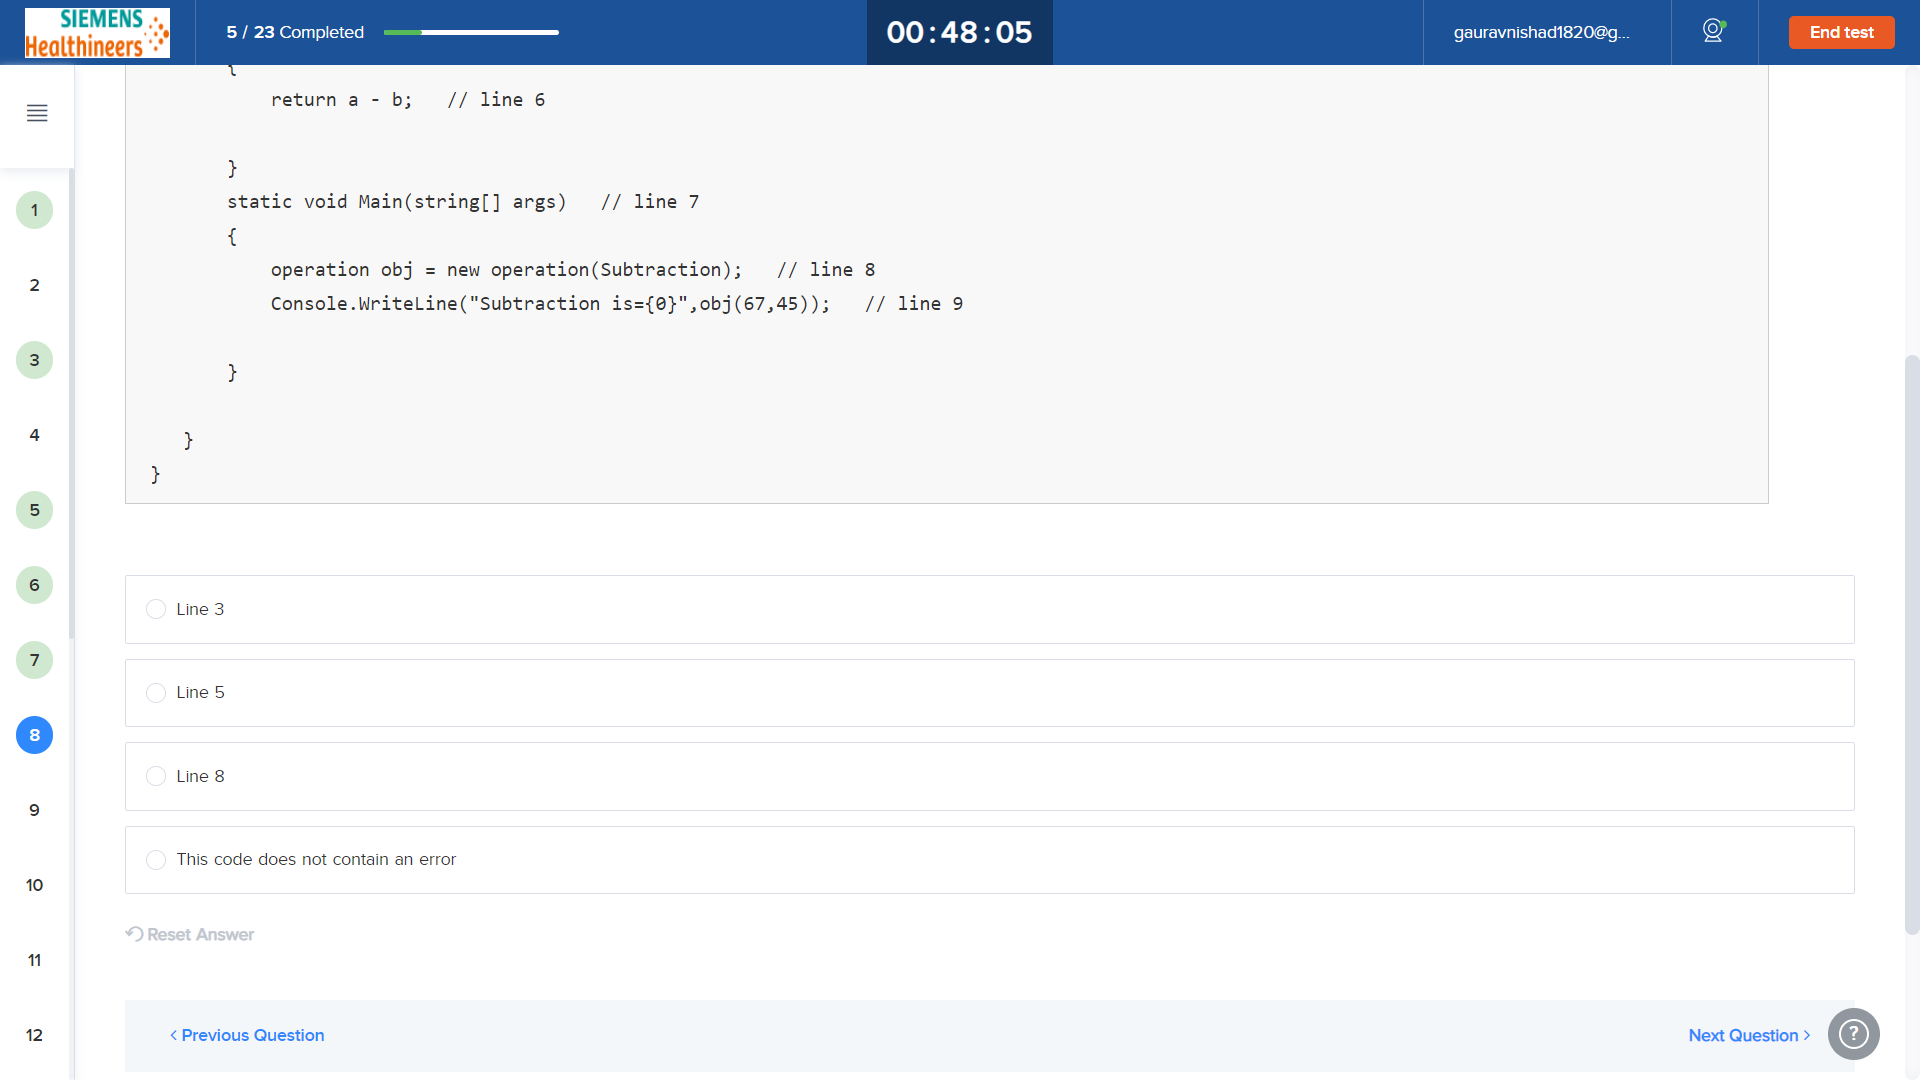 SIEMENS
Healthineers
5 / 23 Completed
00:48:05
gauravnishad1820@g...
End test
{
return a - b;   // line 6
}
static void Main(string[] args)   // line 7
{
operation obj = new operation(Subtraction);   // line 8
Console.WriteLine("Subtraction is={0}",obj(67,45));   // line 9
}
}
}
1
2
3
4
5
6
7
8
9
10
11
12
Line 3
Line 5
Line 8
This code does not contain an error
Reset Answer
< Previous Question
Next Question >
?